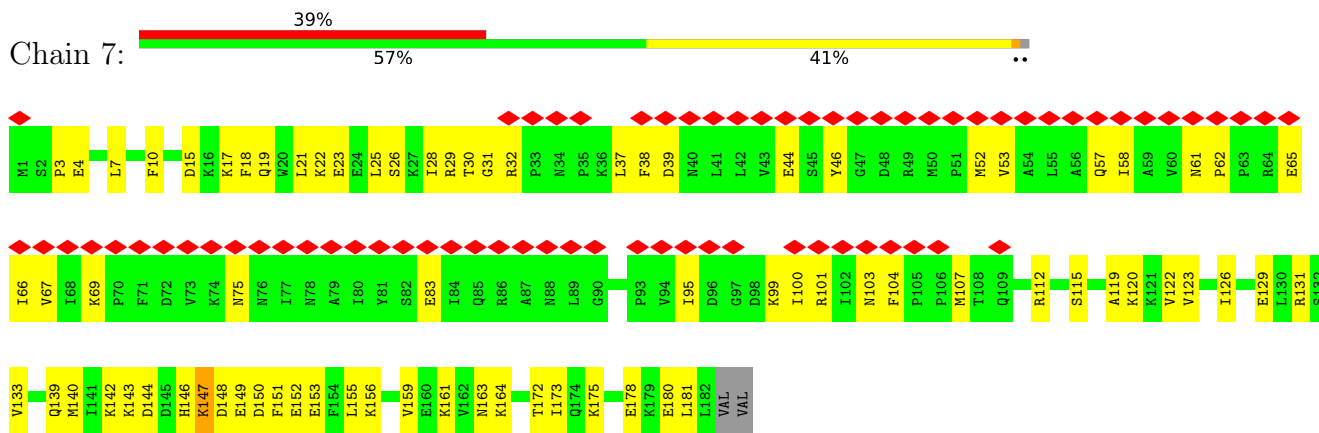 39%
Chain 7:
57% 41% ••
M1 S2 P3 E4 L7 F10 D15 K16 K17 F18 Q19 W20 L21 K22 E23 E24 L25 S26 K27 I28 R29 T30 G31 R32 P33 N34 P35 K36 L37 F38 D39 N40 L41 L42 V43 E44 S45 Y46 G47 D48 R49 M50 P51 M52 V53 A54 L55 A56 Q57 I58 A59 V60 N61 P62 P63 R64 E65
I66 V67 I68 K69 P70 F71 D72 V73 K74 N75 N76 I77 N78 A79 I80 Y81 S82 E83 I84 Q85 R86 A87 N88 L89 G90 P93 V94 I95 D96 G97 D98 K99 I100 R101 I102 N103 F104 P105 P106 M107 T108 Q109 R112 S115 A119 K120 K121 V122 V123 I126 E129 L130 R131 S132
V133 Q139 M140 I141 K142 K143 D144 D145 H146 K147 D148 E149 D150 F151 E152 E153 F154 L155 K156 V159 E160 K161 V162 N163 K164 T172 I173 Q174 K175 E178 K179 E180 L181 L182 VAL VAL